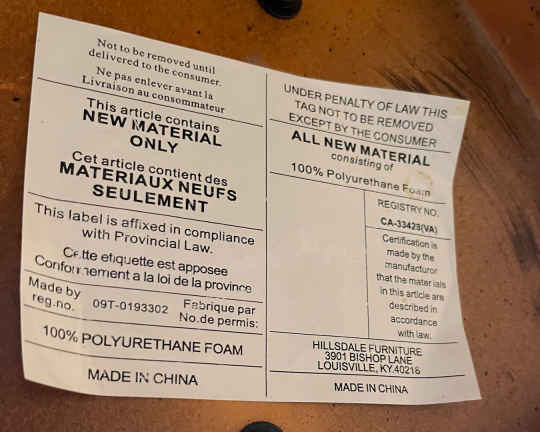 Not to be removed until
delivered to the consumer.
Ne pas enlever avant la
Livraison au consommateur
This article contains
NEW MATERIAL
ONLY
Cet article contient des
MATERIAUX NEUFS
SEULEMENT
This label is affixed in compliance
with Provincial Law.
Cette etiquette est apposee
Conformement a la loi de la province
Made by
reg.no.
09T-0193302
Fabrique par
No.de permis:
100% POLYURETHANE FOAM
MADE IN CHINA
UNDER PENALTY OF LAW THIS
TAG NOT TO BE REMOVED
EXCEPT BY THE CONSUMER
ALL NEW MATERIAL
consisting of
100% Polyurethane Foam
REGISTRY NO.
CA-33423(VA)
Certification is
made by the
manufactor
that the materials
in this article are
described in
accordance
with law.
HILLSDALE FURNITURE
3901 BISHOP LANE
LOUISVILLE, KY.40218
MADE IN CHINA